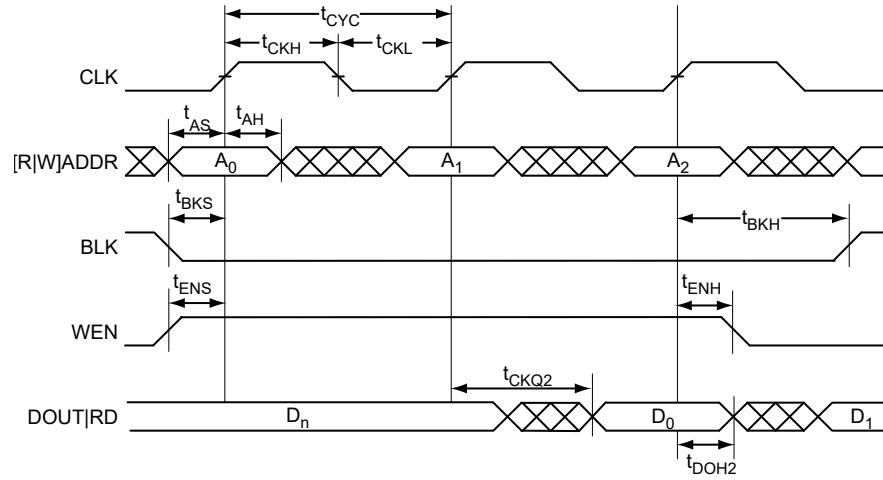 tCYC
tCKH tCKL
CLK
tAS tAH
[R|W]ADDR A0 A1 A2
tBKS tBKH
BLK
tENS tENH
WEN
tCKQ2
DOUT|RD Dn D0 D1
tDOH2